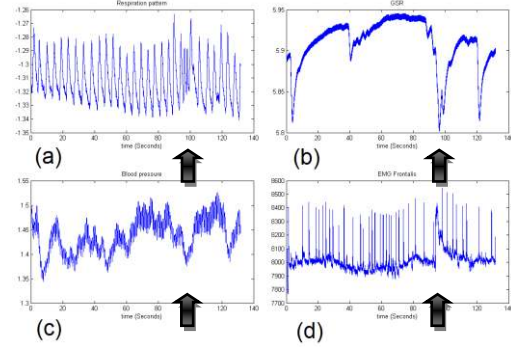 Respiration pattern
-1.26
-1.27
-1.28
-1.29
-1.3
-1.31
-1.32
-1.33
-1.34
-1.35
0 20 40 60 80 100 120 140
time (Seconds)
(a)
GSR
5.95
5.9
5.85
5.8
0 20 40 60 80 100 120 140
time (Seconds)
(b)
Blood pressure
1.55
1.5
1.45
1.4
1.35
1.3
0 20 40 60 80 100 120 140
time (Seconds)
(c)
EMG Frontalis
8600
8500
8400
8300
8200
8100
8000
7900
7800
7700
0 20 40 60 80 100 120 140
time (Seconds)
(d)